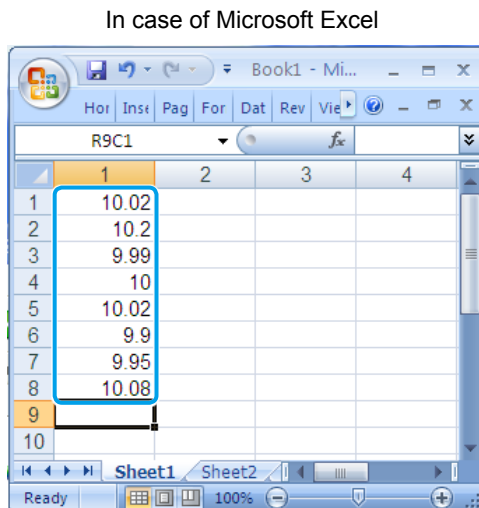 In case of Microsoft Excel
Book1 - Mi...
Hor Inse Pag For Dat Rev Vie
R9C1 fx
1 2 3 4
1 10.02
2 10.2
3 9.99
4 10
5 10.02
6 9.9
7 9.95
8 10.08
9
10
Sheet1 Sheet2
Ready 100%